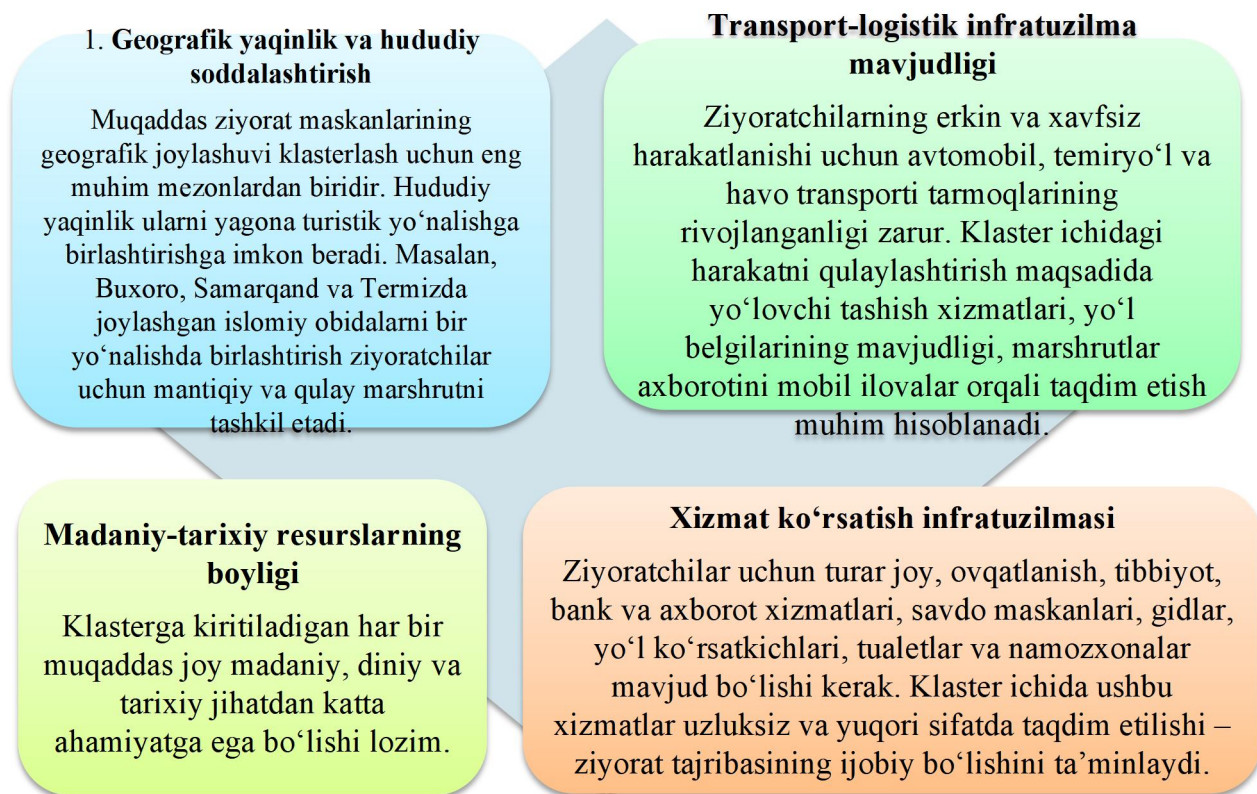 1. Geografik yaqinlik va hududiy
soddalashtirish
Muqaddas ziyorat maskanlarining
geografik joylashuvi klasterlash uchun eng
muhim mezonlardan biridir. Hududiy
yaqinlik ularni yagona turistik yo‘nalishga
birlashtirishga imkon beradi. Masalan,
Buxoro, Samarqand va Termizda
joylashgan islomiy obidalarni bir
yo‘nalishda birlashtirish ziyoratchilar
uchun mantiqiy va qulay marshrutni
tashkil etadi.
Transport-logistik infratuzilma
mavjudligi
Ziyoratchilarning erkin va xavfsiz
harakatlanishi uchun avtomobil, temiryo‘l va
havo transporti tarmoqlarining
rivojlanganligi zarur. Klaster ichidagi
harakatni qulaylashtirish maqsadida
yo‘lovchi tashish xizmatlari, yo‘l
belgilarining mavjudligi, marshrutlar
axborotini mobil ilovalar orqali taqdim etish
muhim hisoblanadi.
Madaniy-tarixiy resurslarning
boyligi
Klasterga kiritiladigan har bir
muqaddas joy madaniy, diniy va
tarixiy jihatdan katta
ahamiyatga ega bo‘lishi lozim.
Xizmat ko‘rsatish infratuzilmasi
Ziyoratchilar uchun turar joy, ovqatlanish, tibbiyot,
bank va axborot xizmatlari, savdo maskanlari, gidlar,
yo‘l ko‘rsatkichlari, tualetlar va namozxonalar
mavjud bo‘lishi kerak. Klaster ichida ushbu
xizmatlar uzluksiz va yuqori sifatda taqdim etilishi –
ziyorat tajribasining ijobiy bo‘lishini ta’minlaydi.